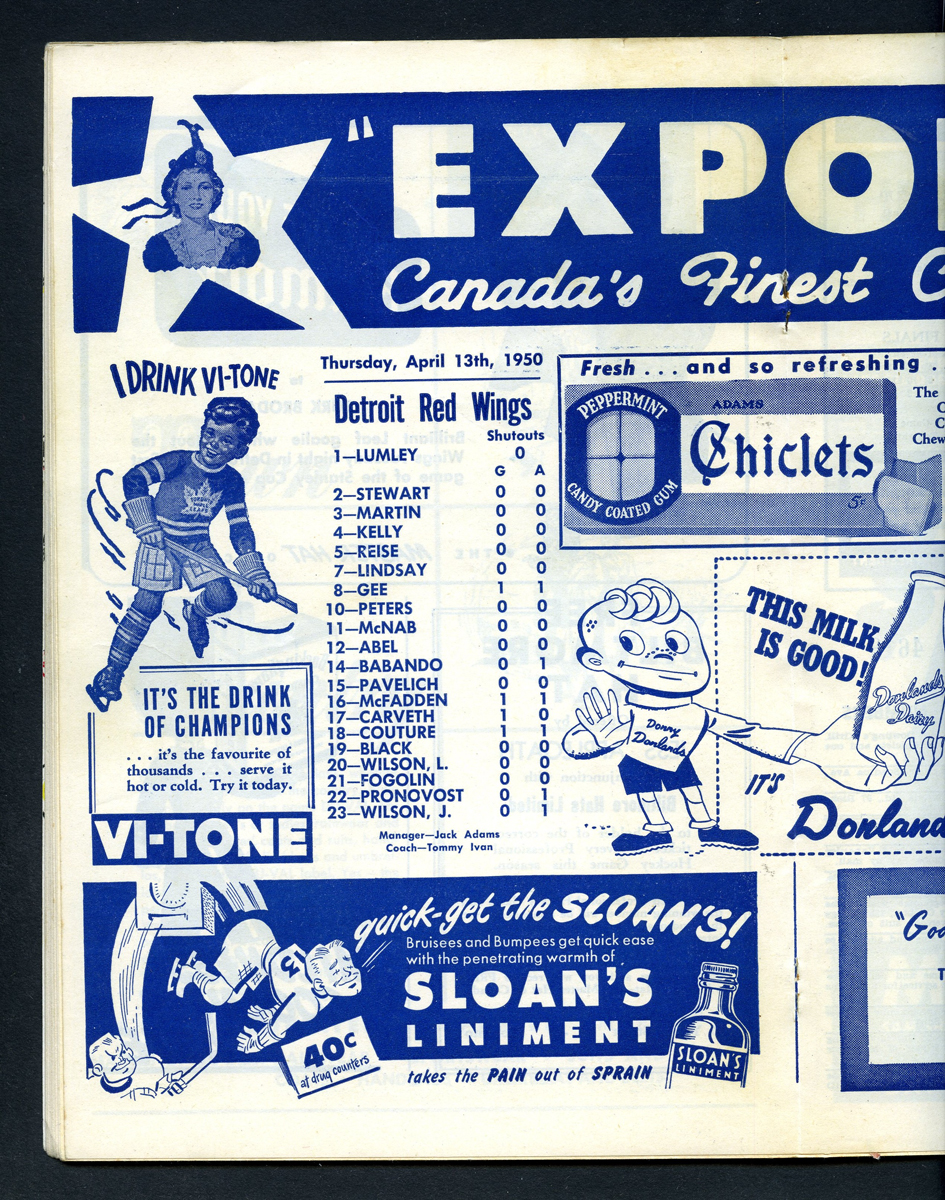 "EXPO
Canada's Finest C
I DRINK VI-TONE
IT'S THE DRINK
OF CHAMPIONS
. . . it's the favourite of
thousands . . . serve it
hot or cold. Try it today.
VI-TONE
Thursday, April 13th, 1950
Detroit Red Wings
Shutouts
1—LUMLEY 0
G A
2—STEWART 0 0
3—MARTIN 0 0
4—KELLY 0 0
5—REISE 0 0
7—LINDSAY 0 0
8—GEE 1 1
10—PETERS 0 0
11—McNAB 0 0
12—ABEL 0 0
14—BABANDO 0 1
15—PAVELICH 0 0
16—McFADDEN 1 1
17—CARVETH 1 0
18—COUTURE 1 1
19—BLACK 0 1
20—WILSON, L. 0 0
21—FOGOLIN 0 0
22—PRONOVOST 0 1
23—WILSON, J. 0 1
Manager—Jack Adams
Coach—Tommy Ivan
Fresh . . . and so refreshing .
PEPPERMINT
CANDY COATED GUM
ADAMS
Chiclets
5c
The
C
C
Chew
THIS MILK
IS GOOD!
Donlands
Dairy
Donny
Donlands
IT'S
Donland
quick-get the SLOAN'S!
Bruisees and Bumpees get quick ease
with the penetrating warmth of
SLOAN'S
LINIMENT
takes the PAIN out of SPRAIN
13
40c
at drug counters
SLOAN'S
LINIMENT
"Goo
T